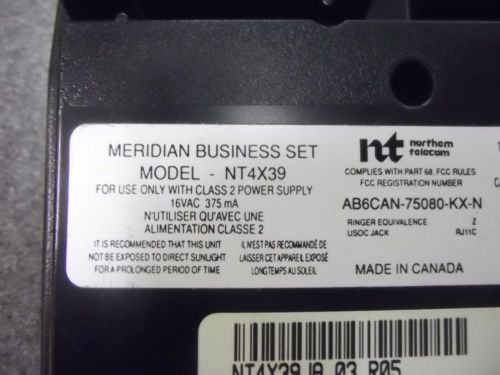 MERIDIAN BUSINESS SET
MODEL - NT4X39
FOR USE ONLY WITH CLASS 2 POWER SUPPLY
16VAC 375 mA
N'UTILISER QU'AVEC UNE
ALIMENTATION CLASSE 2
IT IS RECOMMENDED THAT THIS UNIT
NOT BE EXPOSED TO DIRECT SUNLIGHT
FOR A PROLONGED PERIOD OF TIME
IL N'EST PAS RECOMMANDÉ DE
LAISSER CET APPAREIL EXPOSÉ
LONGTEMPS AU SOLEIL
nt northern
telecom
COMPLIES WITH PART 68, FCC RULES
FCC REGISTRATION NUMBER
AB6CAN-75080-KX-N
RINGER EQUIVALENCE Z
USOC JACK RJ11C
MADE IN CANADA
NT4X39JB 03 R05